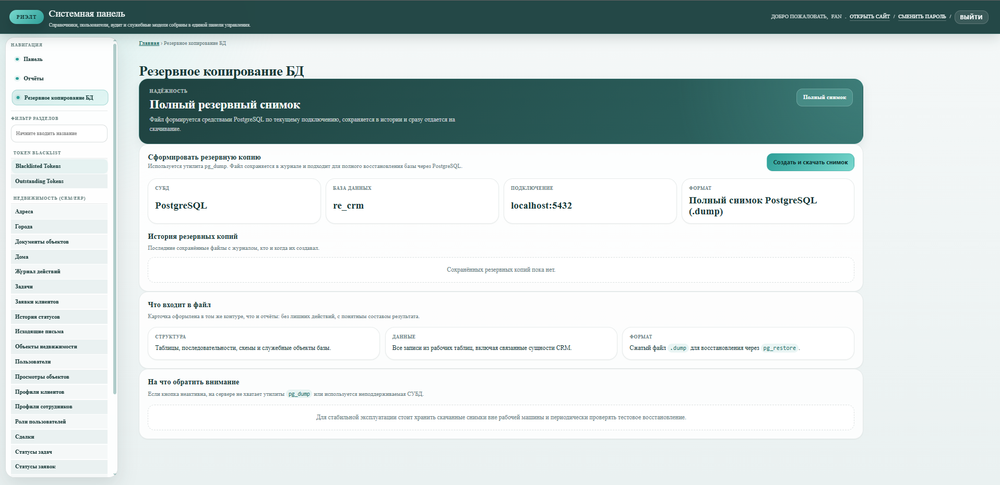 РИЭЛТ
Системная панель
Справочники, пользователи, аудит и служебные модели собраны в единой панели управления.
ДОБРО ПОЖАЛОВАТЬ, FAN . ОТКРЫТЬ САЙТ / СМЕНИТЬ ПАРОЛЬ / ВЫЙТИ
НАВИГАЦИЯ
Панель
Отчёты
Резервное копирование БД
ФИЛЬТР РАЗДЕЛОВ
Начните вводить название
TOKEN BLACKLIST
Blacklisted Tokens
Outstanding Tokens
НЕДВИЖИМОСТЬ (CRM/ERP)
Адреса
Города
Документы объектов
Дома
Журнал действий
Задачи
Заявки клиентов
История статусов
Исходящие письма
Объекты недвижимости
Пользователи
Просмотры объектов
Профили клиентов
Профили сотрудников
Роли пользователей
Сделки
Статусы задач
Статусы заявок
Главная › Резервное копирование БД
Резервное копирование БД
НАДЁЖНОСТЬ
Полный резервный снимок
Файл формируется средствами PostgreSQL по текущему подключению, сохраняется в истории и сразу отдается на
скачивание.
Полный снимок
Сформировать резервную копию
Используется утилита pg_dump. Файл сохраняется в журнале и подходит для полного восстановления базы через PostgreSQL.
Создать и скачать снимок
СУБД
PostgreSQL
БАЗА ДАННЫХ
re_crm
ПОДКЛЮЧЕНИЕ
localhost:5432
ФОРМАТ
Полный снимок PostgreSQL
(.dump)
История резервных копий
Последние сохранённые файлы с журналом, кто и когда их создавал.
Сохранённых резервных копий пока нет.
Что входит в файл
Карточка оформлена в том же контуре, что и отчёты: без лишних действий, с понятным составом результата.
СТРУКТУРА
Таблицы, последовательности, схемы и служебные объекты базы.
ДАННЫЕ
Все записи из рабочих таблиц, включая связанные сущности CRM.
ФОРМАТ
Сжатый файл .dump для восстановления через pg_restore .
На что обратить внимание
Если кнопка неактивна, на сервере не хватает утилиты pg_dump или используется неподдерживаемая СУБД.
Для стабильной эксплуатации стоит хранить скачанные снимки вне рабочей машины и периодически проверять тестовое восстановление.